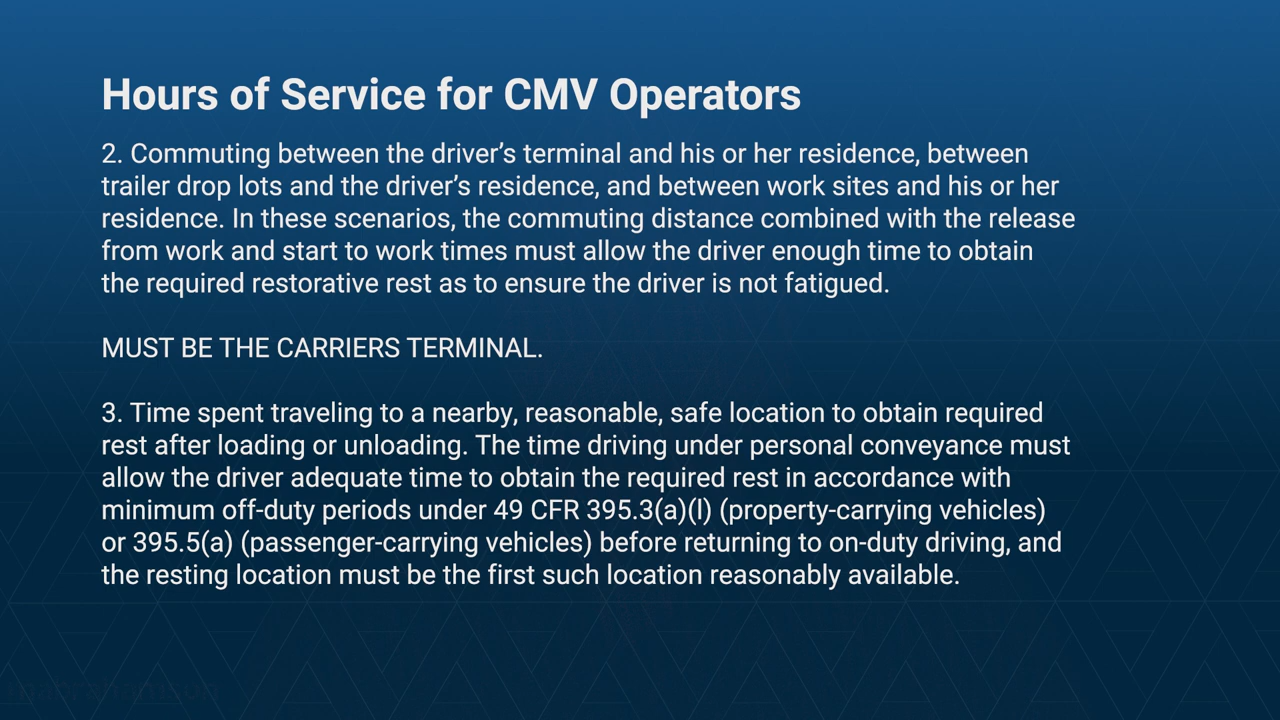 Hours of Service for CMV Operators
2. Commuting between the driver’s terminal and his or her residence, between
trailer drop lots and the driver’s residence, and between work sites and his or her
residence. In these scenarios, the commuting distance combined with the release
from work and start to work times must allow the driver enough time to obtain
the required restorative rest as to ensure the driver is not fatigued.
MUST BE THE CARRIERS TERMINAL.
3. Time spent traveling to a nearby, reasonable, safe location to obtain required
rest after loading or unloading. The time driving under personal conveyance must
allow the driver adequate time to obtain the required rest in accordance with
minimum off-duty periods under 49 CFR 395.3(a)(l) (property-carrying vehicles)
or 395.5(a) (passenger-carrying vehicles) before returning to on-duty driving, and
the resting location must be the first such location reasonably available.